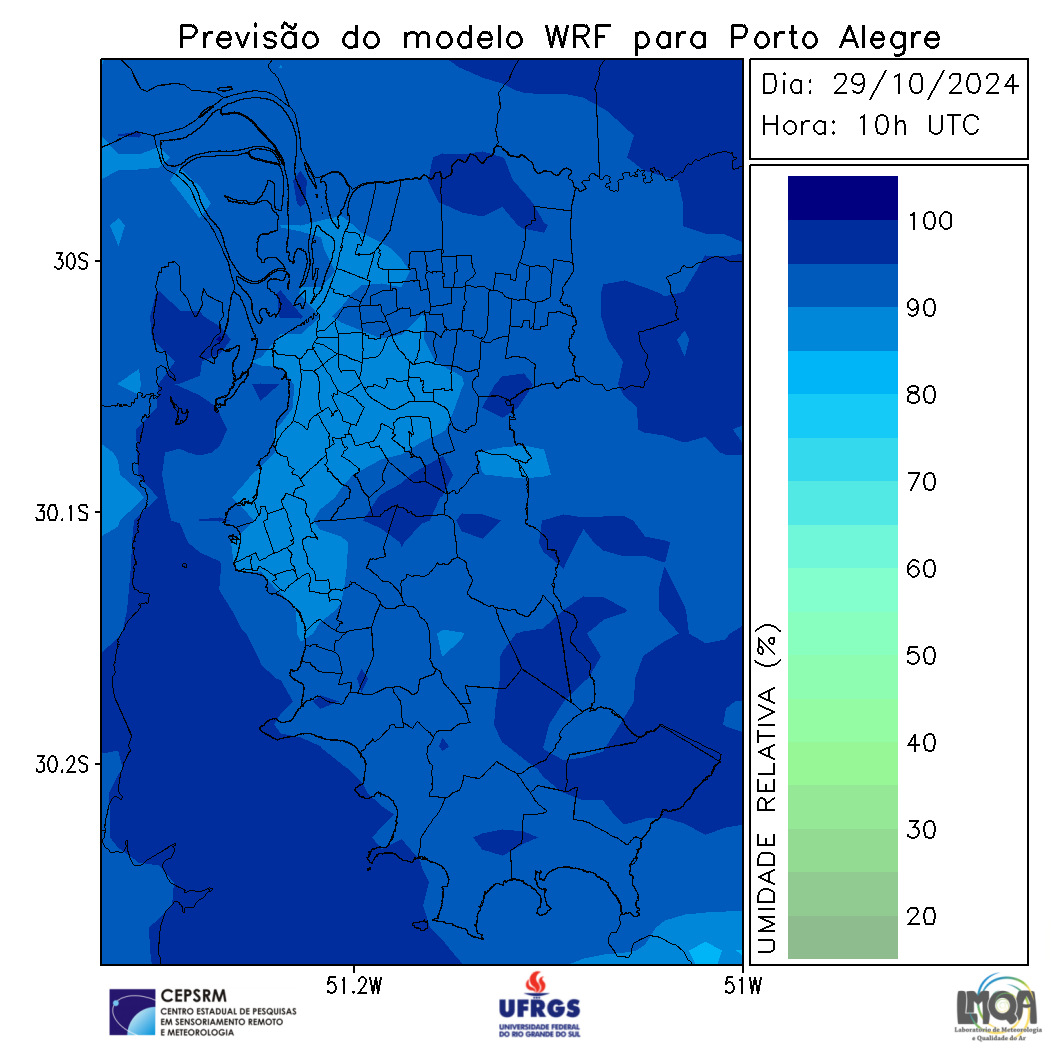 Previsão do modelo WRF para Porto Alegre
Dia: 29/10/2024
Hora: 10h UTC
30S
30.1S
30.2S
51.2W
51W
UMIDADE RELATIVA (%)
100
90
80
70
60
50
40
30
20
CEPSRM
CENTRO ESTADUAL DE PESQUISAS
EM SENSORIAMENTO REMOTO
E METEOROLOGIA
UFRGS
UNIVERSIDADE FEDERAL
DO RIO GRANDE DO SUL
LMQA
Laboratório de Meteorologia
e Qualidade do Ar